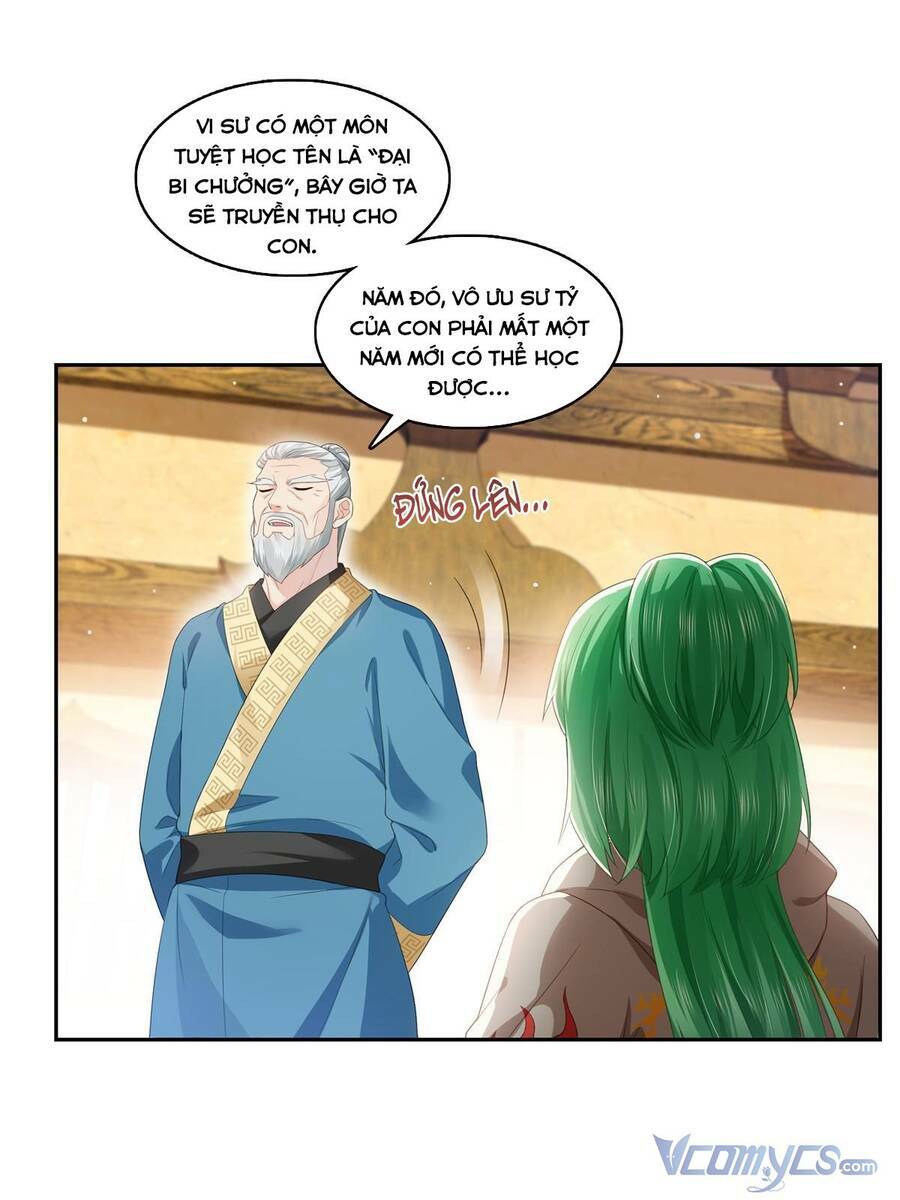 VI SƯ CÓ MỘT MÔN
TUYỆT HỌC TÊN LÀ “ĐẠI
BI CHƯỞNG”, BÂY GIỜ TA
SẼ TRUYỀN THỤ CHO
CON.
NĂM ĐÓ, VÔ ƯU SƯ TỶ
CỦA CON PHẢI MẤT MỘT
NĂM MỚI CÓ THỂ HỌC
ĐƯỢC...
ĐỨNG LÊN...
VCOMYCS.com